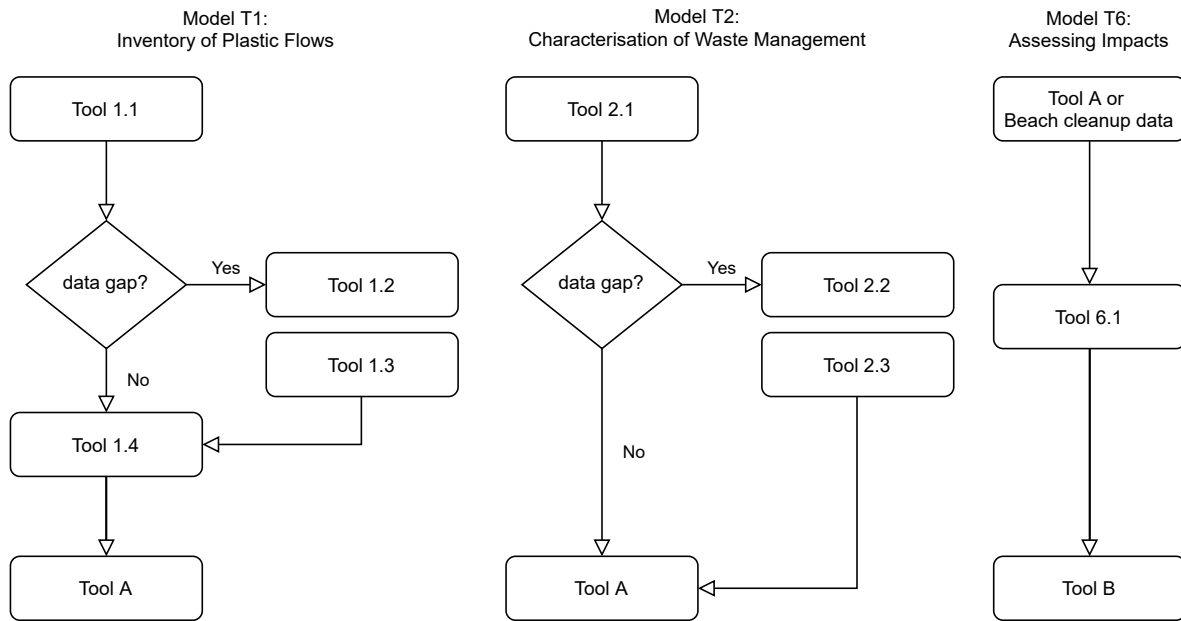 Model T1:
Inventory of Plastic Flows
Tool 1.1
data gap?
Yes
Tool 1.2
Tool 1.3
No
Tool 1.4
Tool A
Model T2:
Characterisation of Waste Management
Tool 2.1
data gap?
Yes
Tool 2.2
Tool 2.3
No
Tool A
Model T6:
Assessing Impacts
Tool A or
Beach cleanup data
Tool 6.1
Tool B